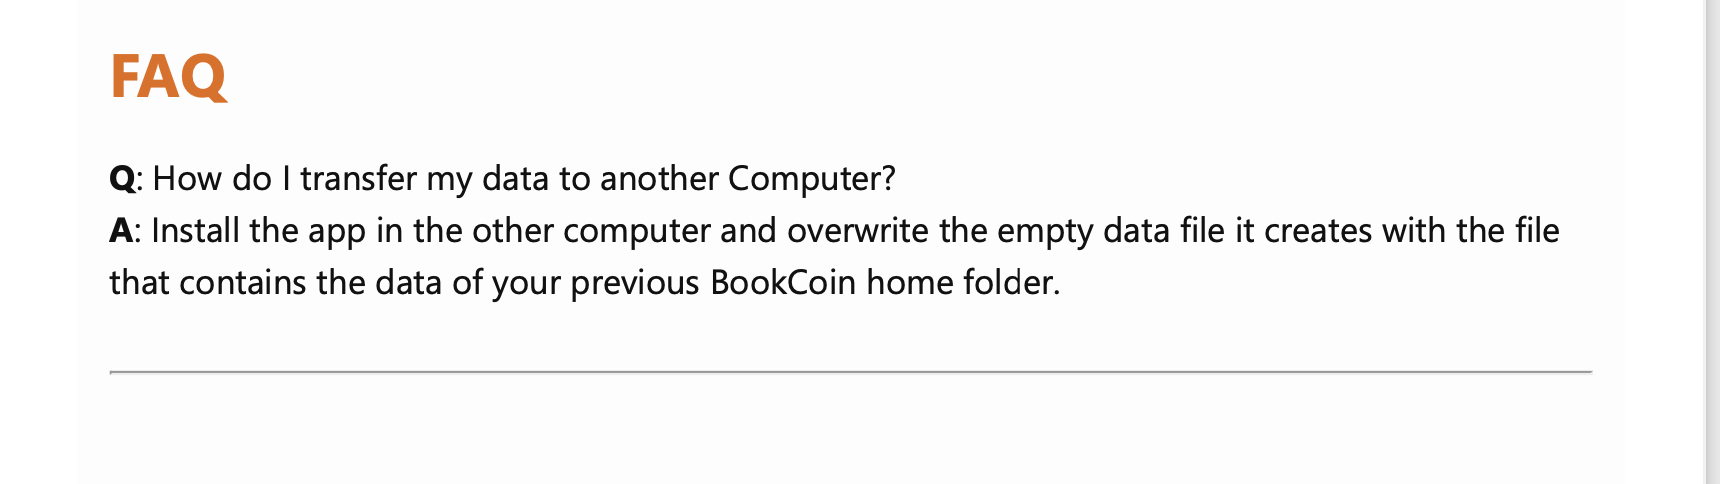 FAQ
Q: How do I transfer my data to another Computer?
A: Install the app in the other computer and overwrite the empty data file it creates with the file
that contains the data of your previous BookCoin home folder.